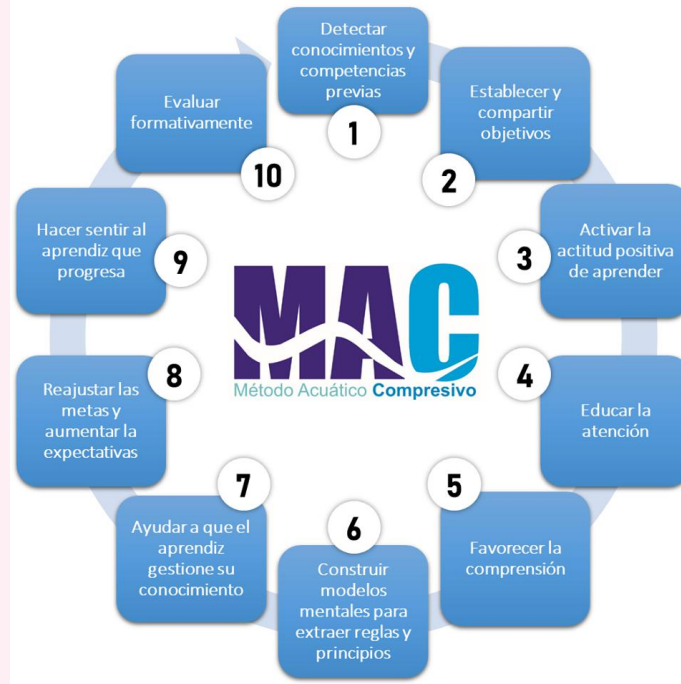 Detectar
conocimientos y
competencias
previas
1
Establecer y
compartir
objetivos
2
Activar la
actitud positiva
de aprender
3
Educar la
atención
4
Favorecer la
comprensión
5
Construir
modelos
mentales para
extraer reglas y
principios
6
Ayudar a que el
aprendiz
gestione su
conocimiento
7
Reajustar las
metas y
aumentar la
expectativas
8
Hacer sentir al
aprendiz que
progresa
9
Evaluar
formativamente
10
MAC
Método Acuático Compresivo